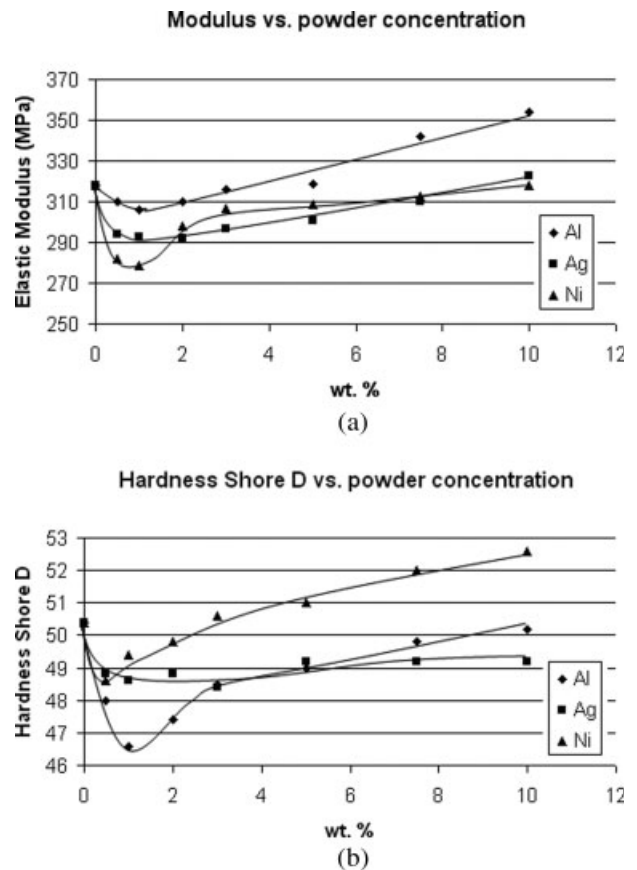 Modulus vs. powder concentration
Elastic Modulus (MPa)
370
350
330
310
290
270
250
0 2 4 6 8 10 12
Al
Ag
Ni
wt. %
(a)
Hardness Shore D vs. powder concentration
Hardness Shore D
53
52
51
50
49
48
47
46
0 2 4 6 8 10 12
Al
Ag
Ni
wt. %
(b)